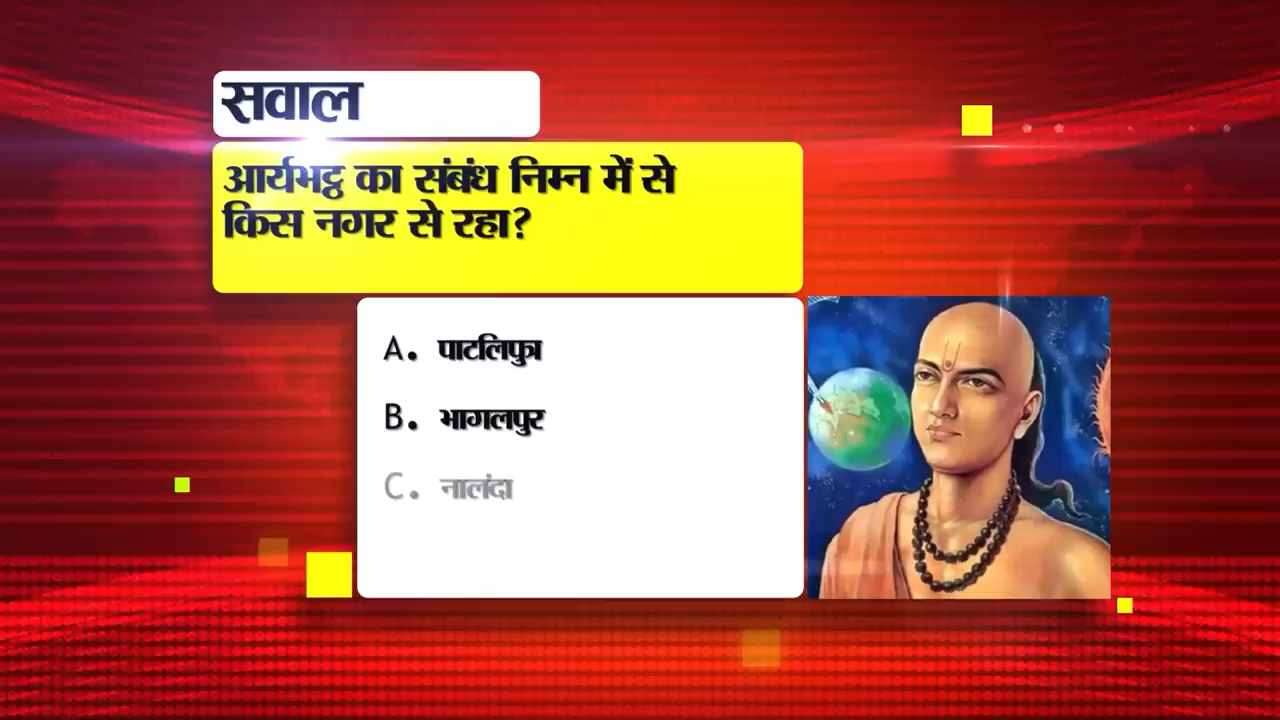 सवाल
आर्यभट्ठ का संबंध निम्न में से
किस नगर से रहा?
A. पाटलिपुत्र
B. भागलपुर
C. नालंदा